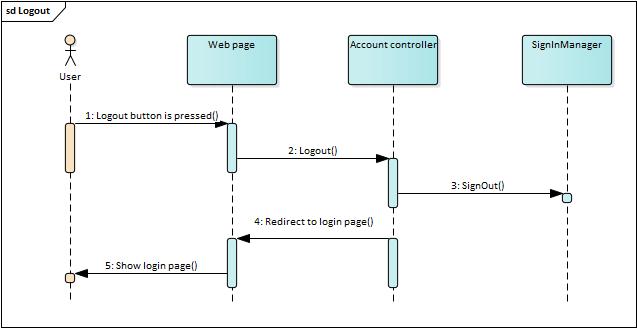 sd Logout
Web page
Account controller
SignInManager
User
1: Logout button is pressed()
2: Logout()
3: SignOut()
4: Redirect to login page()
5: Show login page()